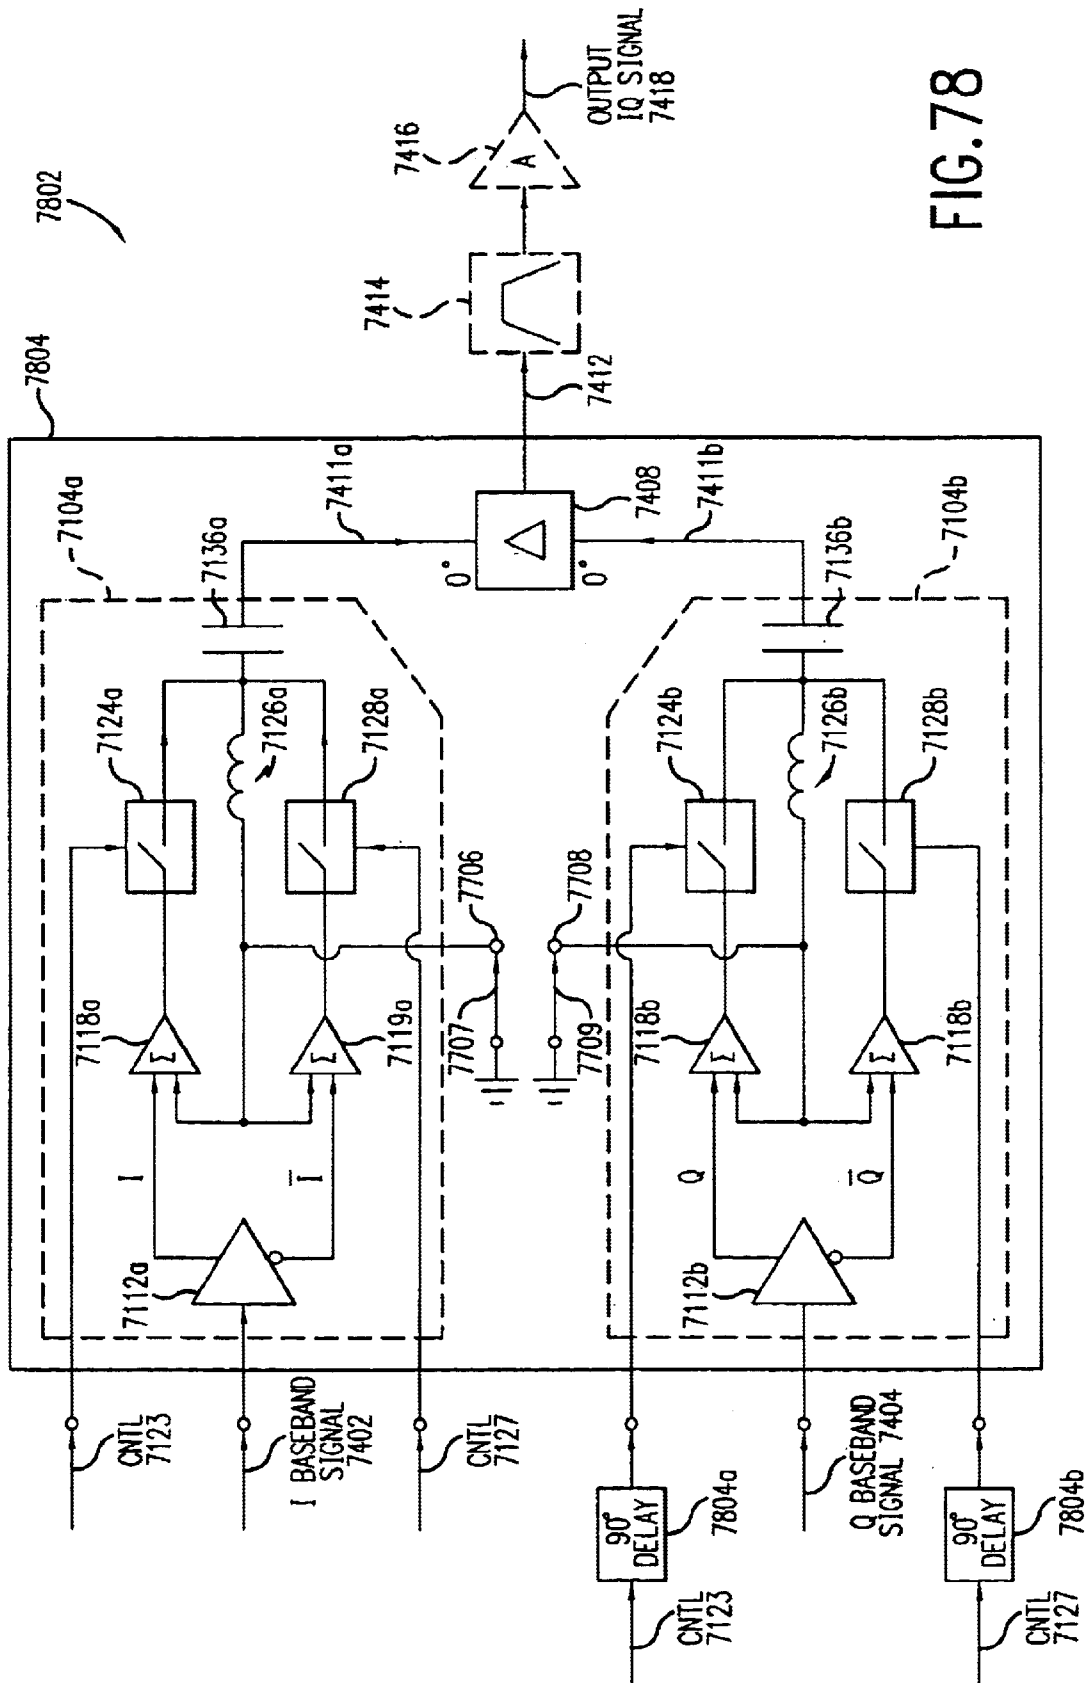 7802
7804
7104a
7124a
7136a
7118a
7126a
7112a
I
I
7119a
7128a
CNTL
7123
I BASEBAND
SIGNAL
7402
CNTL
7127
7411a
0°
0°
7408
7411b
7412
7414
7416
A
OUTPUT
IQ SIGNAL
7418
7706
7707
7708
7709
7104b
7124b
7136b
7118b
7126b
7112b
Q
Q
7118b
7128b
Σ
Σ
Σ
Σ
90°
DELAY
7804a
CNTL
7123
Q BASEBAND
SIGNAL 7404
90°
DELAY
7804b
CNTL
7127
FIG.78